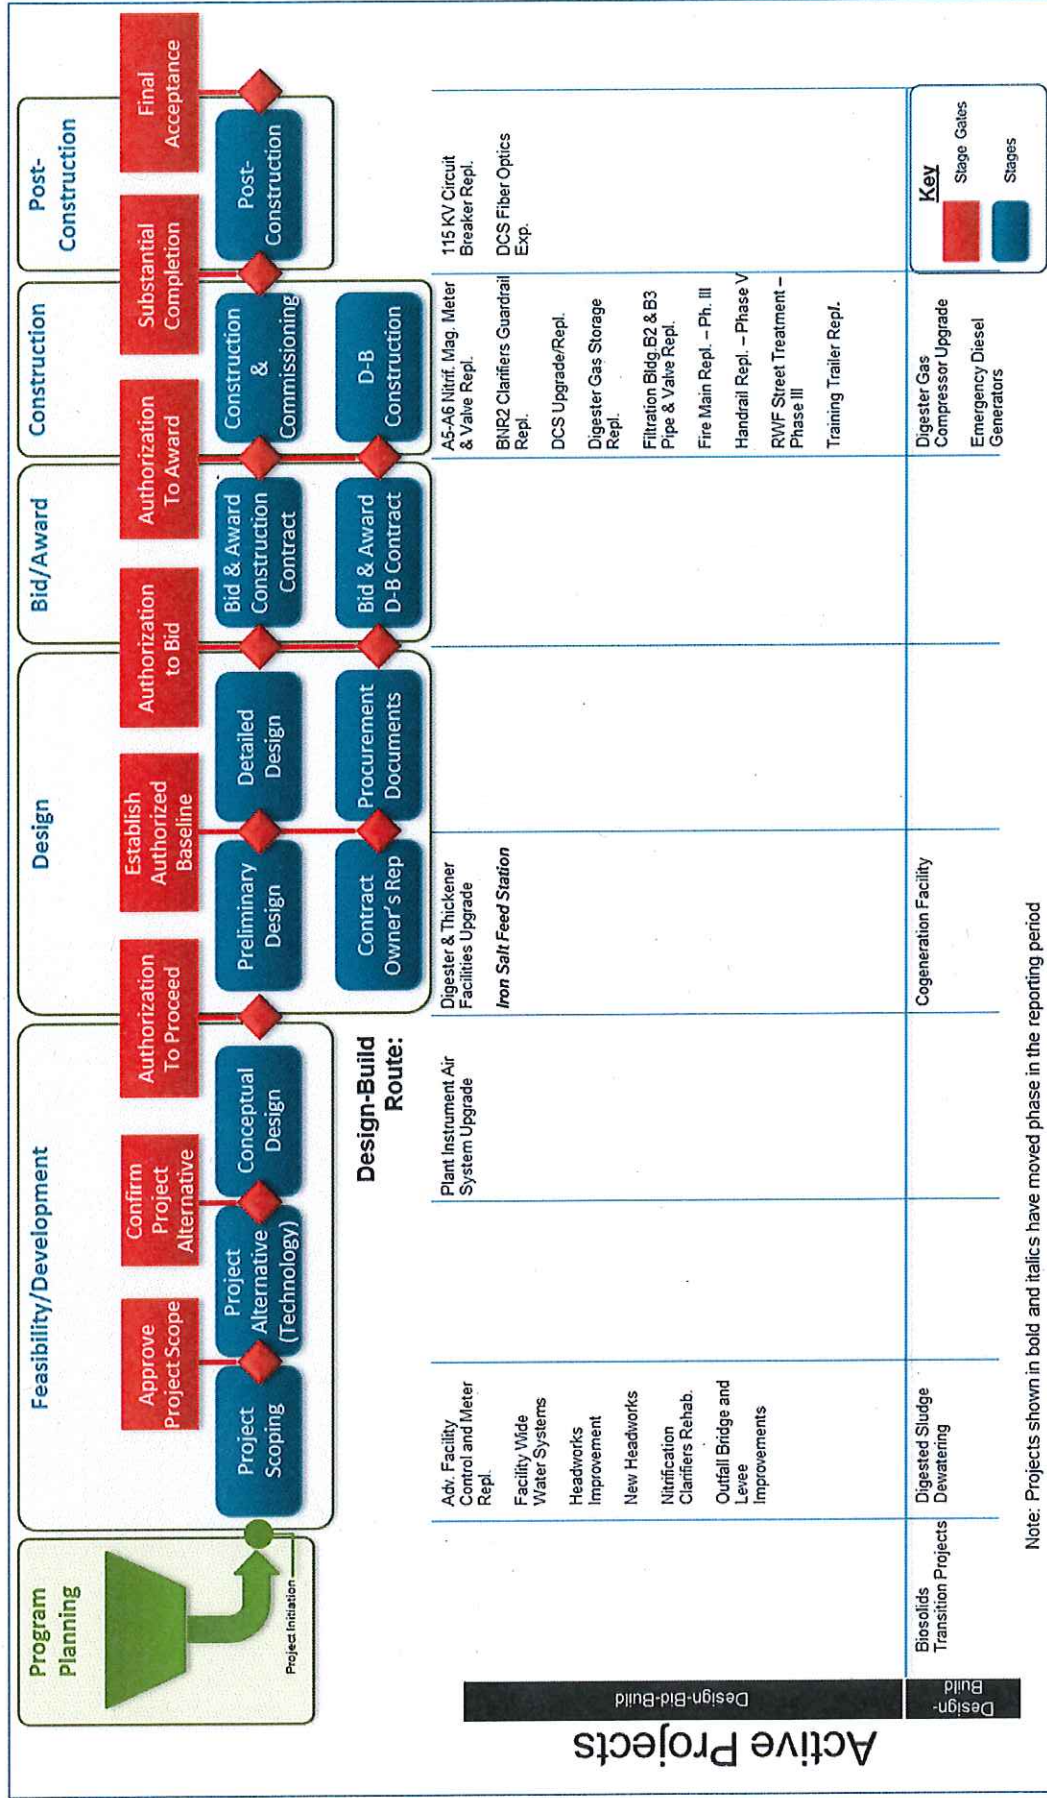 Program
Planning
Project Initiation
Feasibility/Development
Approve
Project Scope
Confirm
Project
Alternative
Authorization
To Proceed
Project
Scoping
Project
Alternative
(Technology)
Conceptual
Design
Design
Establish
Authorized
Baseline
Authorization
to Bid
Preliminary
Design
Detailed
Design
Design-Build
Route:
Contract
Owner's Rep
Procurement
Documents
Bid/Award
Authorization
To Award
Bid & Award
Construction
Contract
Bid & Award
D-B Contract
Construction
Substantial
Completion
Construction
&
Commissioning
D-B
Construction
Post-
Construction
Final
Acceptance
Post-
Construction
Active Projects
Design-Bid-Build
Adv. Facility
Control and Meter
Repl.
Facility Wide
Water Systems
Headworks
Improvement
New Headworks
Nitrification
Clarifiers Rehab.
Outfall Bridge and
Levee
Improvements
Plant Instrument Air
System Upgrade
Digester & Thickener
Facilities Upgrade
Iron Salt Feed Station
A5-A6 Nitrif. Mag. Meter
& Valve Repl.
BNR2 Clarifiers Guardrail
Repl.
DCS Upgrade/Repl.
Digester Gas Storage
Repl.
Filtration Bldg.B2 & B3
Pipe & Valve Repl.
Fire Main Repl. – Ph. III
Handrail Repl. – Phase V
RWF Street Treatment –
Phase III
Training Trailer Repl.
115 KV Circuit
Breaker Repl.
DCS Fiber Optics
Exp.
Design-
Build
Biosolids
Transition Projects
Digested Sludge
Dewatering
Cogeneration Facility
Digester Gas
Compressor Upgrade
Emergency Diesel
Generators
Key
Stage Gates
Stages
Note: Projects shown in bold and italics have moved phase in the reporting period